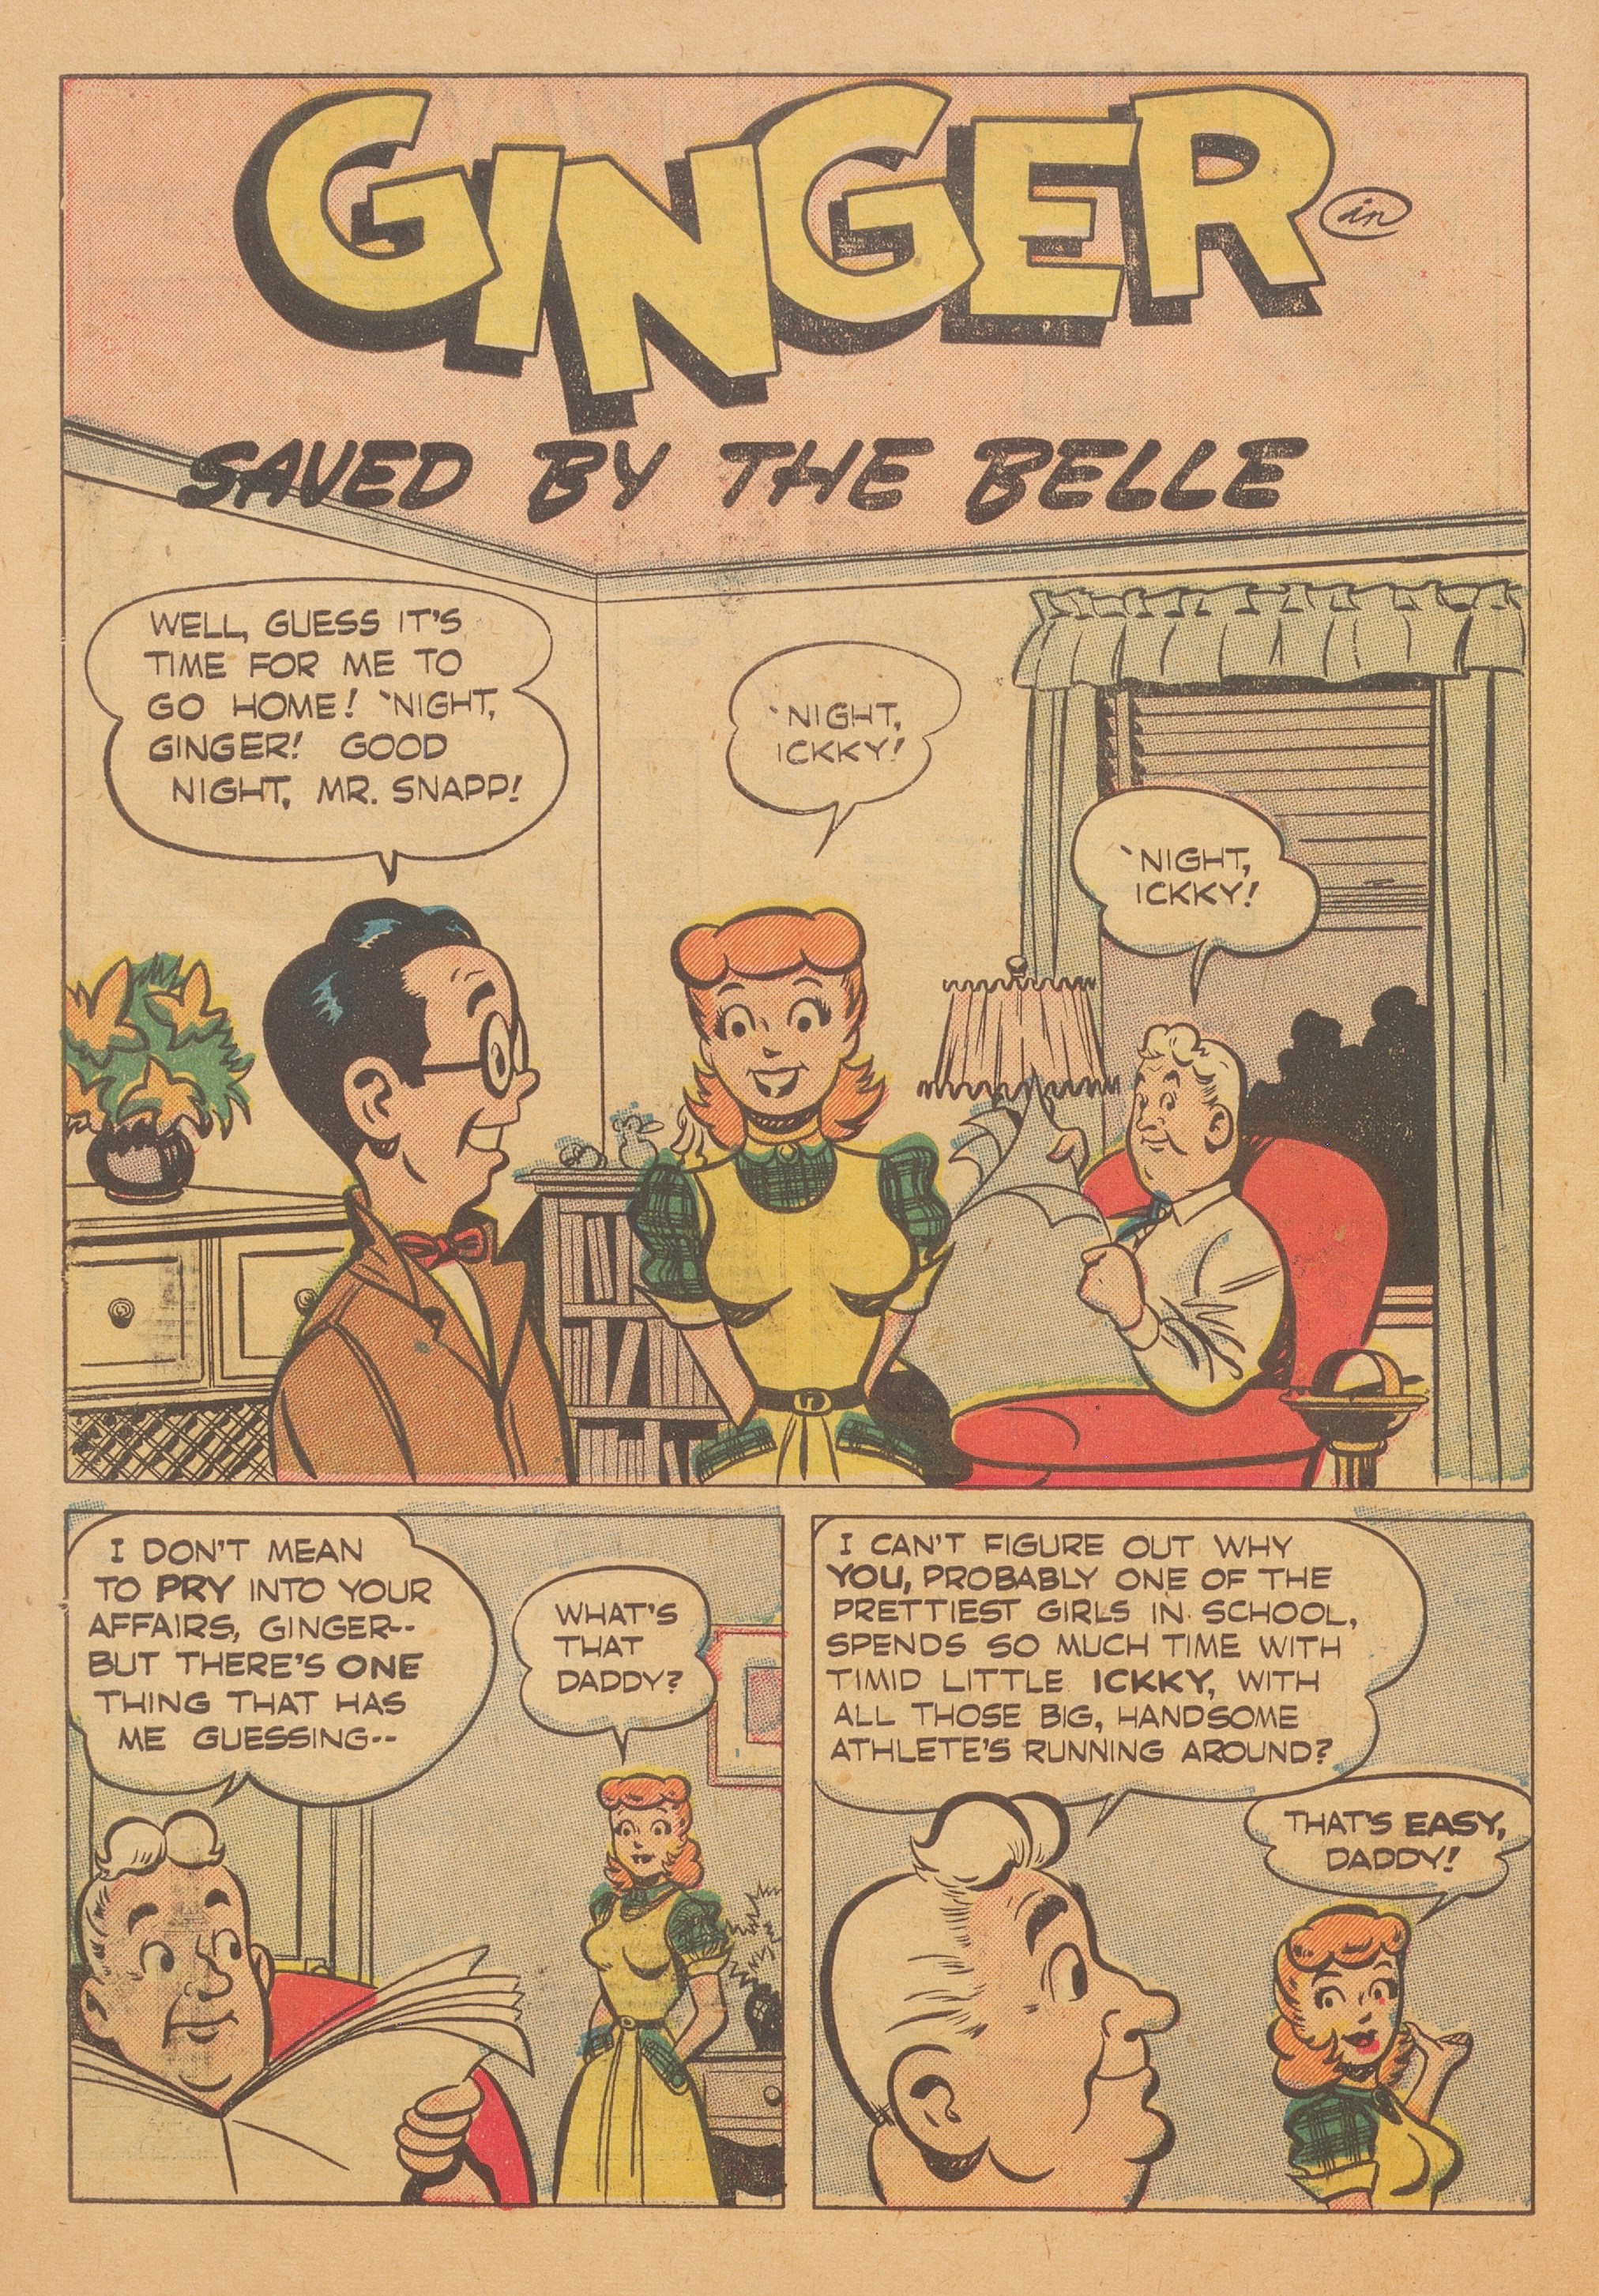 GINGER in
SAVED BY THE BELLE
WELL, GUESS IT'S
TIME FOR ME TO
GO HOME! 'NIGHT,
GINGER! GOOD
NIGHT, MR. SNAPP!
'NIGHT,
ICKKY!
'NIGHT,
ICKKY!
I DON'T MEAN
TO PRY INTO YOUR
AFFAIRS, GINGER--
BUT THERE'S ONE
THING THAT HAS
ME GUESSING--
WHAT'S
THAT
DADDY?
I CAN'T FIGURE OUT WHY
YOU, PROBABLY ONE OF THE
PRETTIEST GIRLS IN SCHOOL,
SPENDS SO MUCH TIME WITH
TIMID LITTLE ICKKY, WITH
ALL THOSE BIG, HANDSOME
ATHLETE'S RUNNING AROUND?
THAT'S EASY,
DADDY!